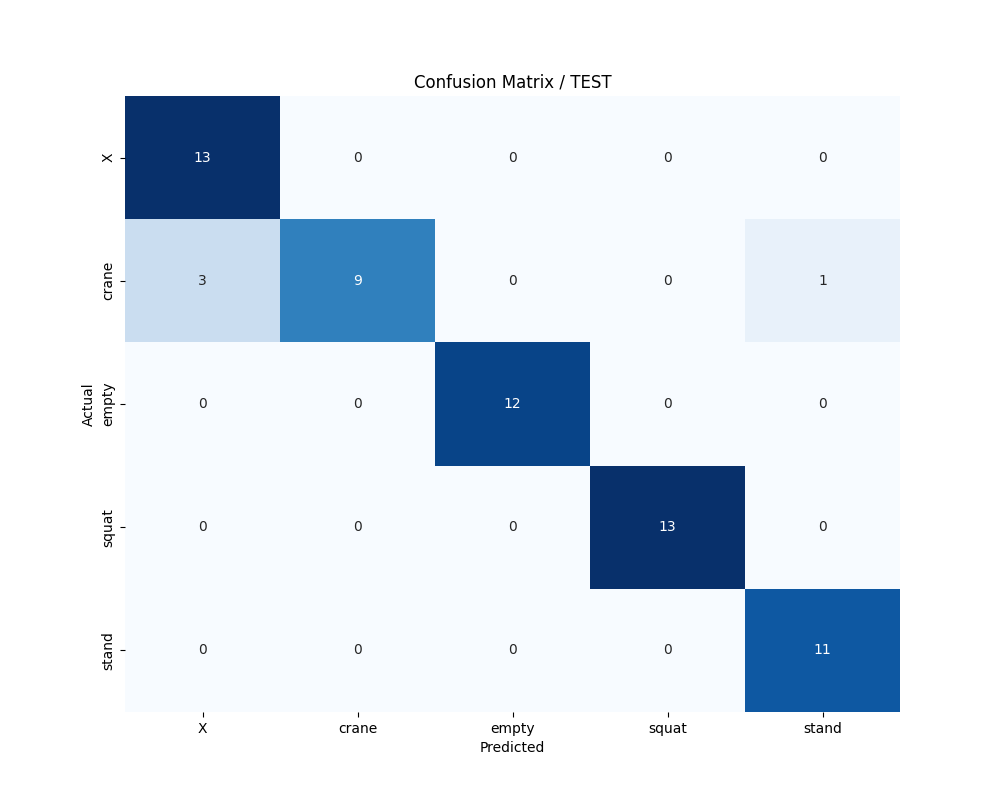 Confusion Matrix / TEST
X 13 0 0 0 0
crane 3 9 0 0 1
Actual
empty 0 0 12 0 0
squat 0 0 0 13 0
stand 0 0 0 0 11
X crane empty squat stand
Predicted